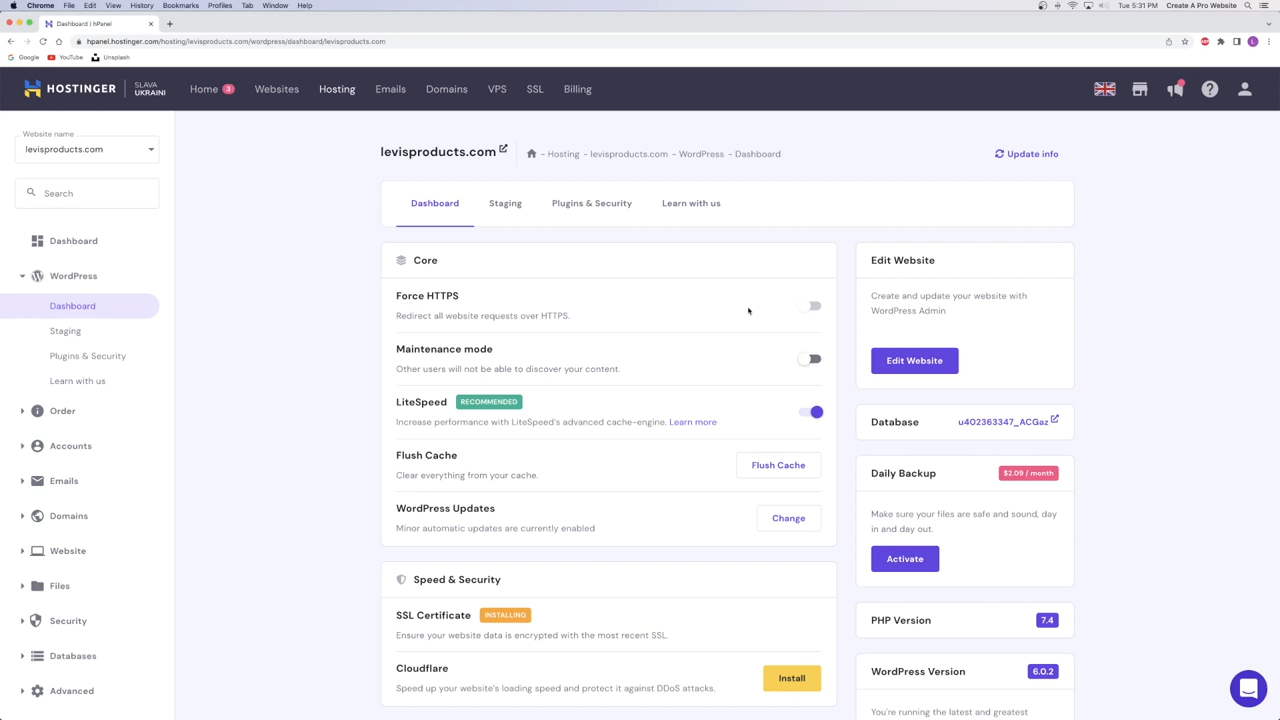 Chrome File Edit View History Bookmarks Profiles Tab Window Help
Tue 5:31 PM Create A Pro Website
Dashboard | hPanel
hpanel.hostinger.com/hosting/levisproducts.com/wordpress/dashboard/levisproducts.com
Google YouTube Unsplash
HOSTINGER SLAVA UKRAINI Home 3 Websites Hosting Emails Domains VPS SSL Billing
Website name
levisproducts.com
Search
Dashboard
WordPress
Dashboard
Staging
Plugins & Security
Learn with us
Order
Accounts
Emails
Domains
Website
Files
Security
Databases
Advanced
levisproducts.com - Hosting - levisproducts.com - WordPress - Dashboard
Update info
Dashboard Staging Plugins & Security Learn with us
Core
Force HTTPS
Redirect all website requests over HTTPS.
Maintenance mode
Other users will not be able to discover your content.
LiteSpeed RECOMMENDED
Increase performance with LiteSpeed's advanced cache-engine. Learn more
Flush Cache
Clear everything from your cache.
Flush Cache
WordPress Updates
Minor automatic updates are currently enabled
Change
Speed & Security
SSL Certificate INSTALLING
Ensure your website data is encrypted with the most recent SSL.
Cloudflare
Speed up your website's loading speed and protect it against DDoS attacks.
Install
Edit Website
Create and update your website with
WordPress Admin
Edit Website
Database u402363347_ACGaz
Daily Backup $2.09 / month
Make sure your files are safe and sound, day
in and day out.
Activate
PHP Version 7.4
WordPress Version 6.0.2
You're running the latest and greatest